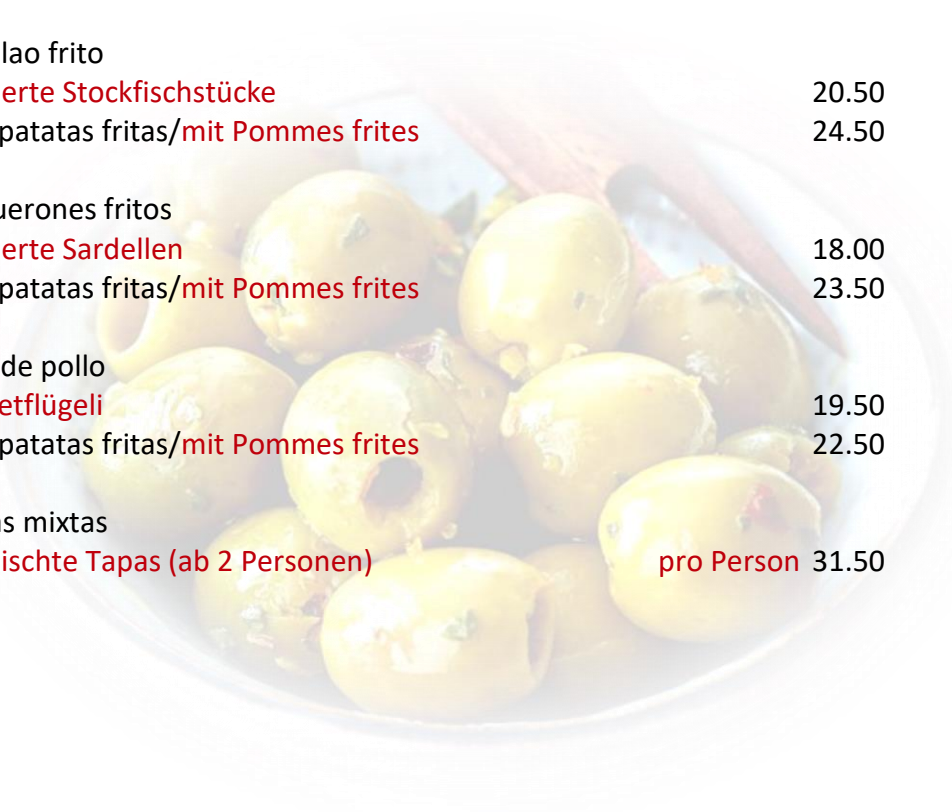 lao frito
erte Stockfischstücke 20.50
patatas fritas/mit Pommes frites 24.50
uerones fritos
erte Sardellen 18.00
patatas fritas/mit Pommes frites 23.50
de pollo
etflügeli 19.50
patatas fritas/mit Pommes frites 22.50
s mixtas
ischte Tapas (ab 2 Personen) pro Person 31.50